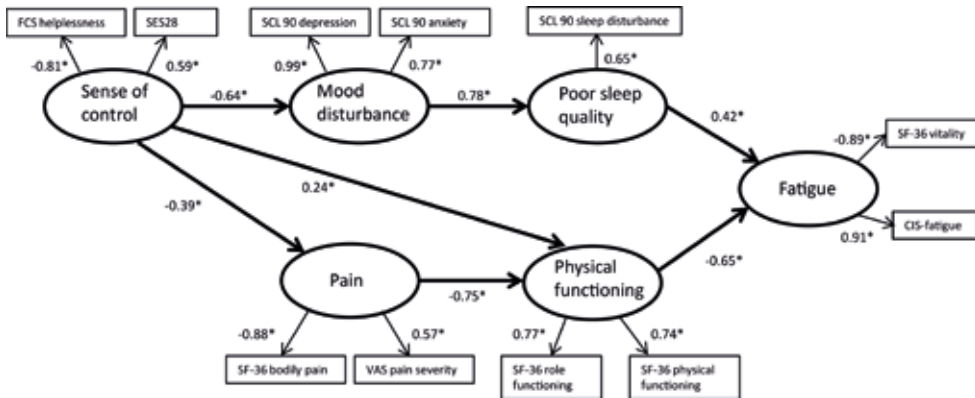 FCS helplessness
SES28
SCL 90 depression
SCL 90 anxiety
SCL 90 sleep disturbance
-0.81*
0.59*
0.99*
0.77*
0.65*
Sense of
control
-0.64*
Mood
disturbance
0.78*
Poor sleep
quality
0.42*
-0.89*
SF-36 vitality
Fatigue
0.24*
-0.39*
0.91*
CIS-fatigue
Pain
-0.75*
Physical
functioning
-0.65*
-0.88*
0.57*
0.77*
0.74*
SF-36 bodily pain
VAS pain severity
SF-36 role
functioning
SF-36 physical
functioning